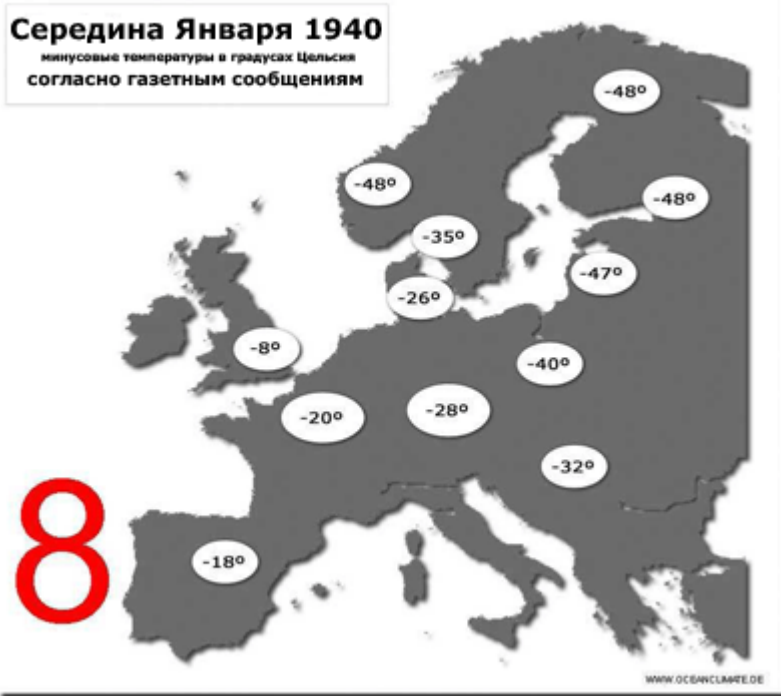 Середина Января 1940
минусовые температуры в градусах Цельсия
согласно газетным сообщениям
-48º
-48º
-48º
-35º
-47º
-26º
-8º
-40º
-20º
-28º
-32º
8
-18º
WWW.OCEANCLIMATE.DE